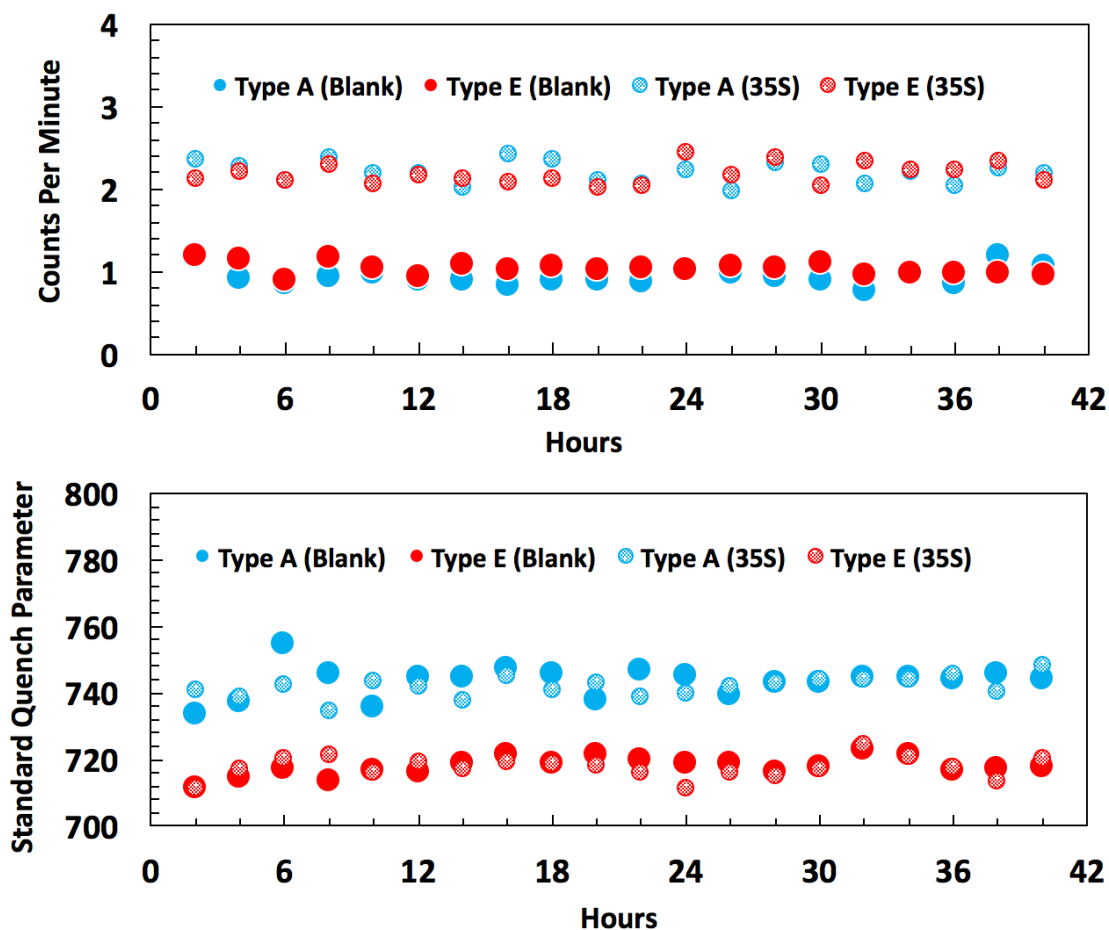 4
3
2
1
0
Counts Per Minute
Type A (Blank) Type E (Blank) Type A (35S) Type E (35S)
0 6 12 18 24 30 36 42
Hours
800
780
760
740
720
700
Standard Quench Parameter
Type A (Blank) Type E (Blank) Type A (35S) Type E (35S)
0 6 12 18 24 30 36 42
Hours